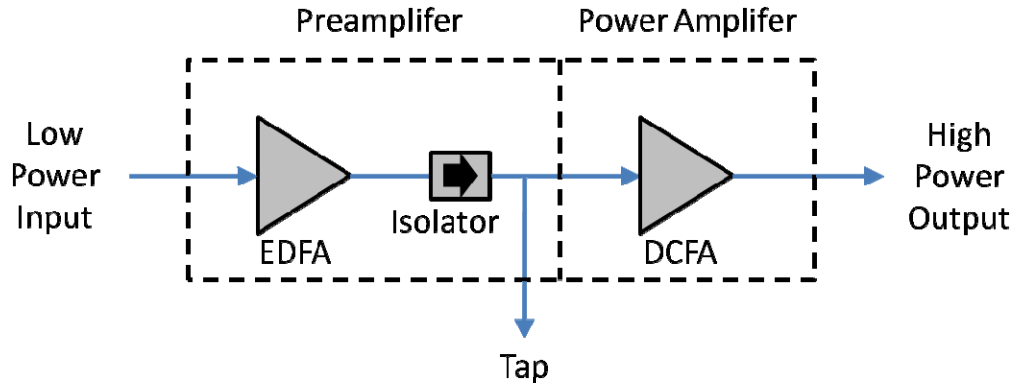 Preamplifer
Power Amplifer
Low
Power
Input
EDFA
Isolator
DCFA
High
Power
Output
Tap